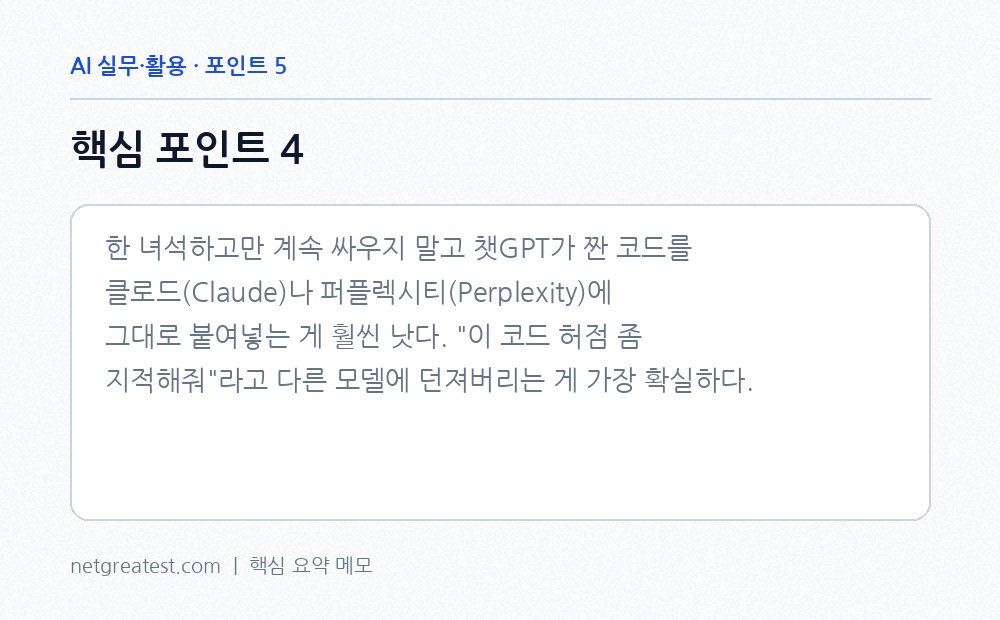 AI 실무·활용 · 포인트 5
핵심 포인트 4
한 녀석하고만 계속 싸우지 말고 챗GPT가 짠 코드를
클로드(Claude)나 퍼플렉시티(Perplexity)에
그대로 붙여넣는 게 훨씬 낫다. "이 코드 허점 좀
지적해줘"라고 다른 모델에 던져버리는 게 가장 확실하다.
netgreatest.com | 핵심 요약 메모